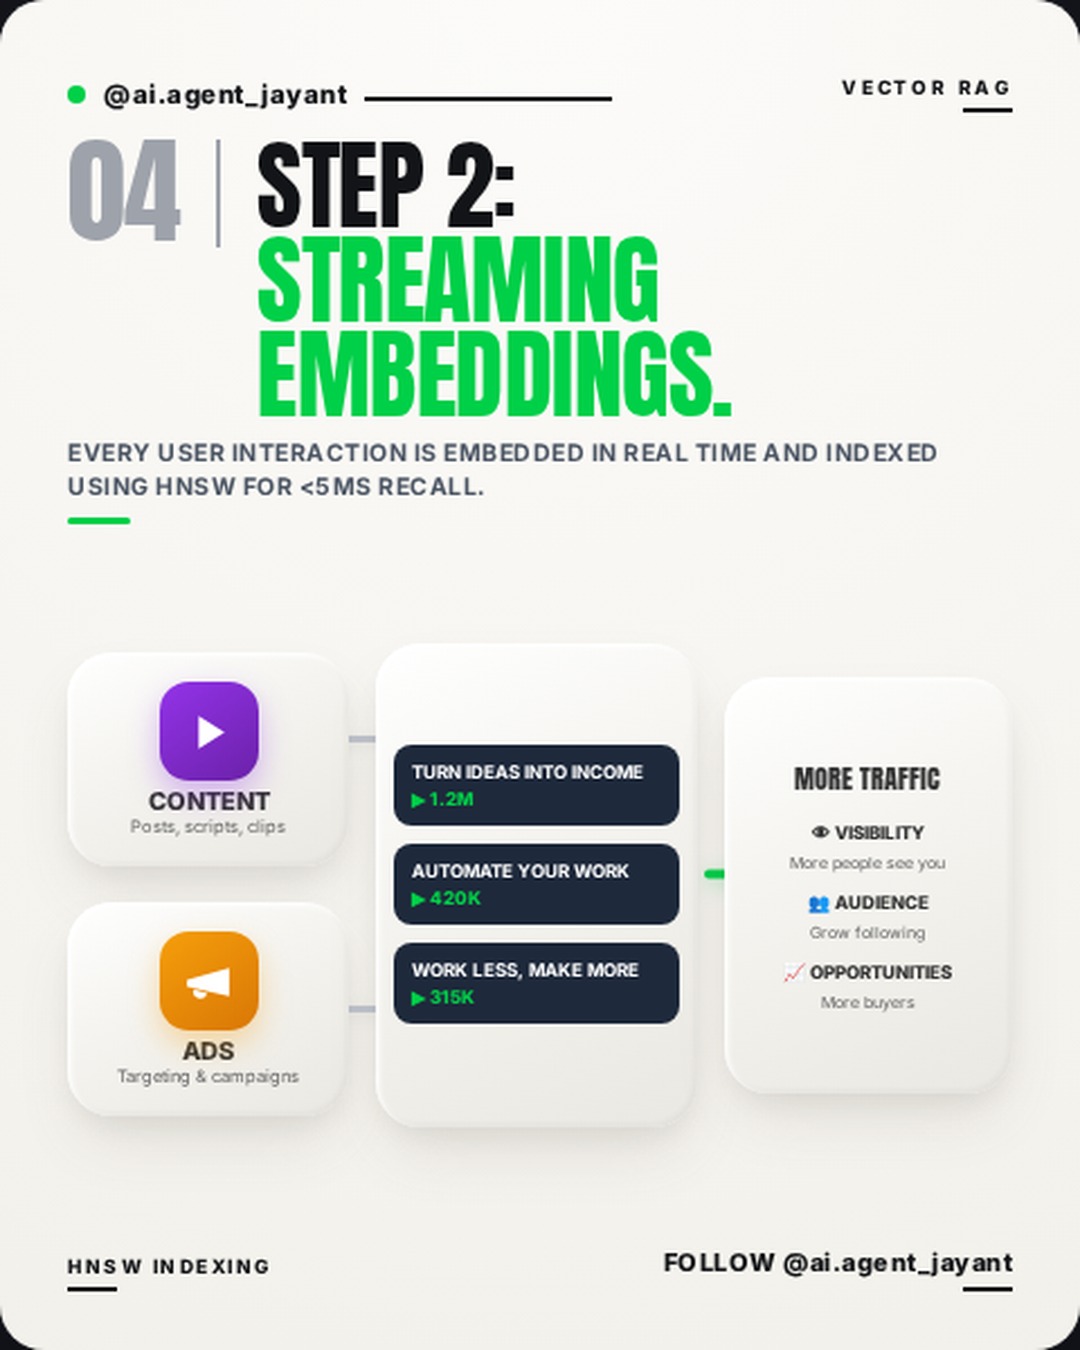 @ai.agent_jayant
VECTOR RAG
04
STEP 2:
STREAMING
EMBEDDINGS.
EVERY USER INTERACTION IS EMBEDDED IN REAL TIME AND INDEXED
USING HNSW FOR <5MS RECALL.
CONTENT
Posts, scripts, clips
ADS
Targeting & campaigns
TURN IDEAS INTO INCOME
▶ 1.2M
AUTOMATE YOUR WORK
▶ 420K
WORK LESS, MAKE MORE
▶ 315K
MORE TRAFFIC
👁 VISIBILITY
More people see you
👥 AUDIENCE
Grow following
📈 OPPORTUNITIES
More buyers
HNSW INDEXING
FOLLOW @ai.agent_jayant